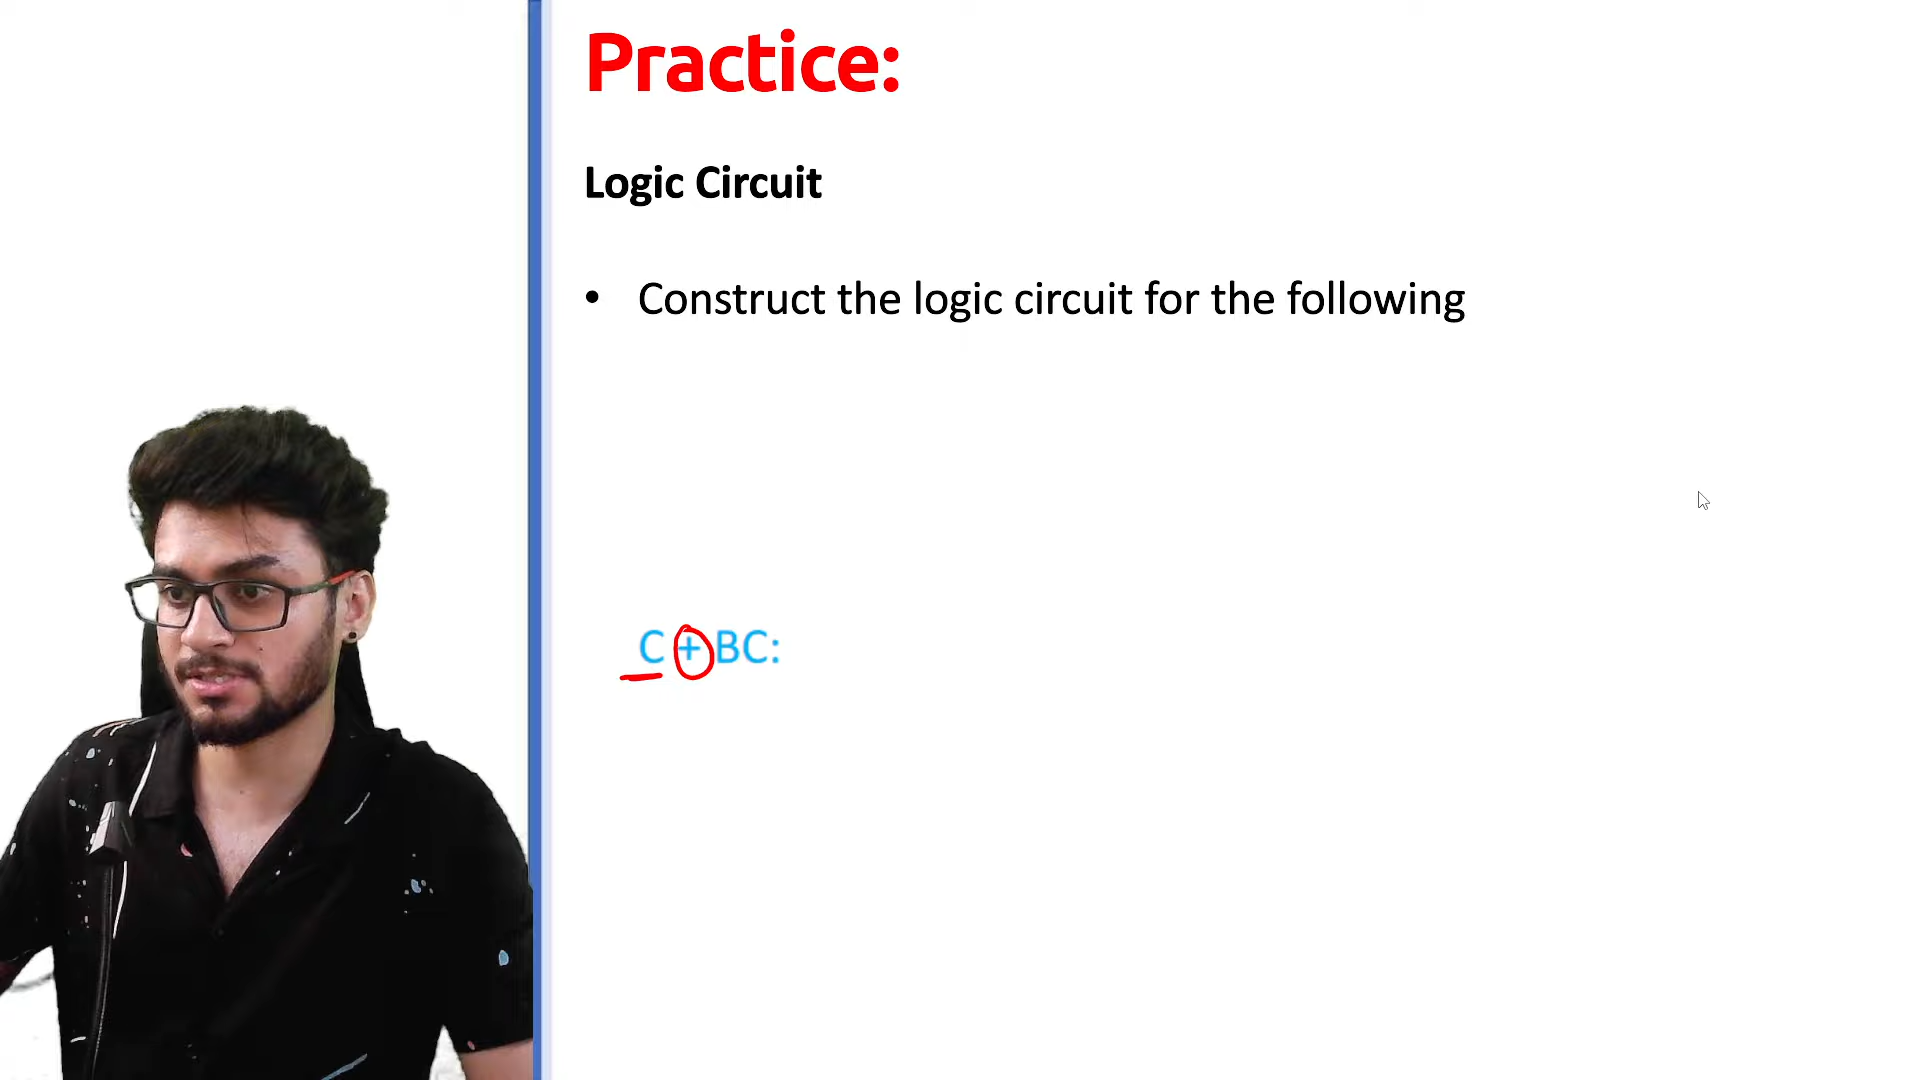 Practice:
Logic Circuit
• Construct the logic circuit for the following
C + BC: